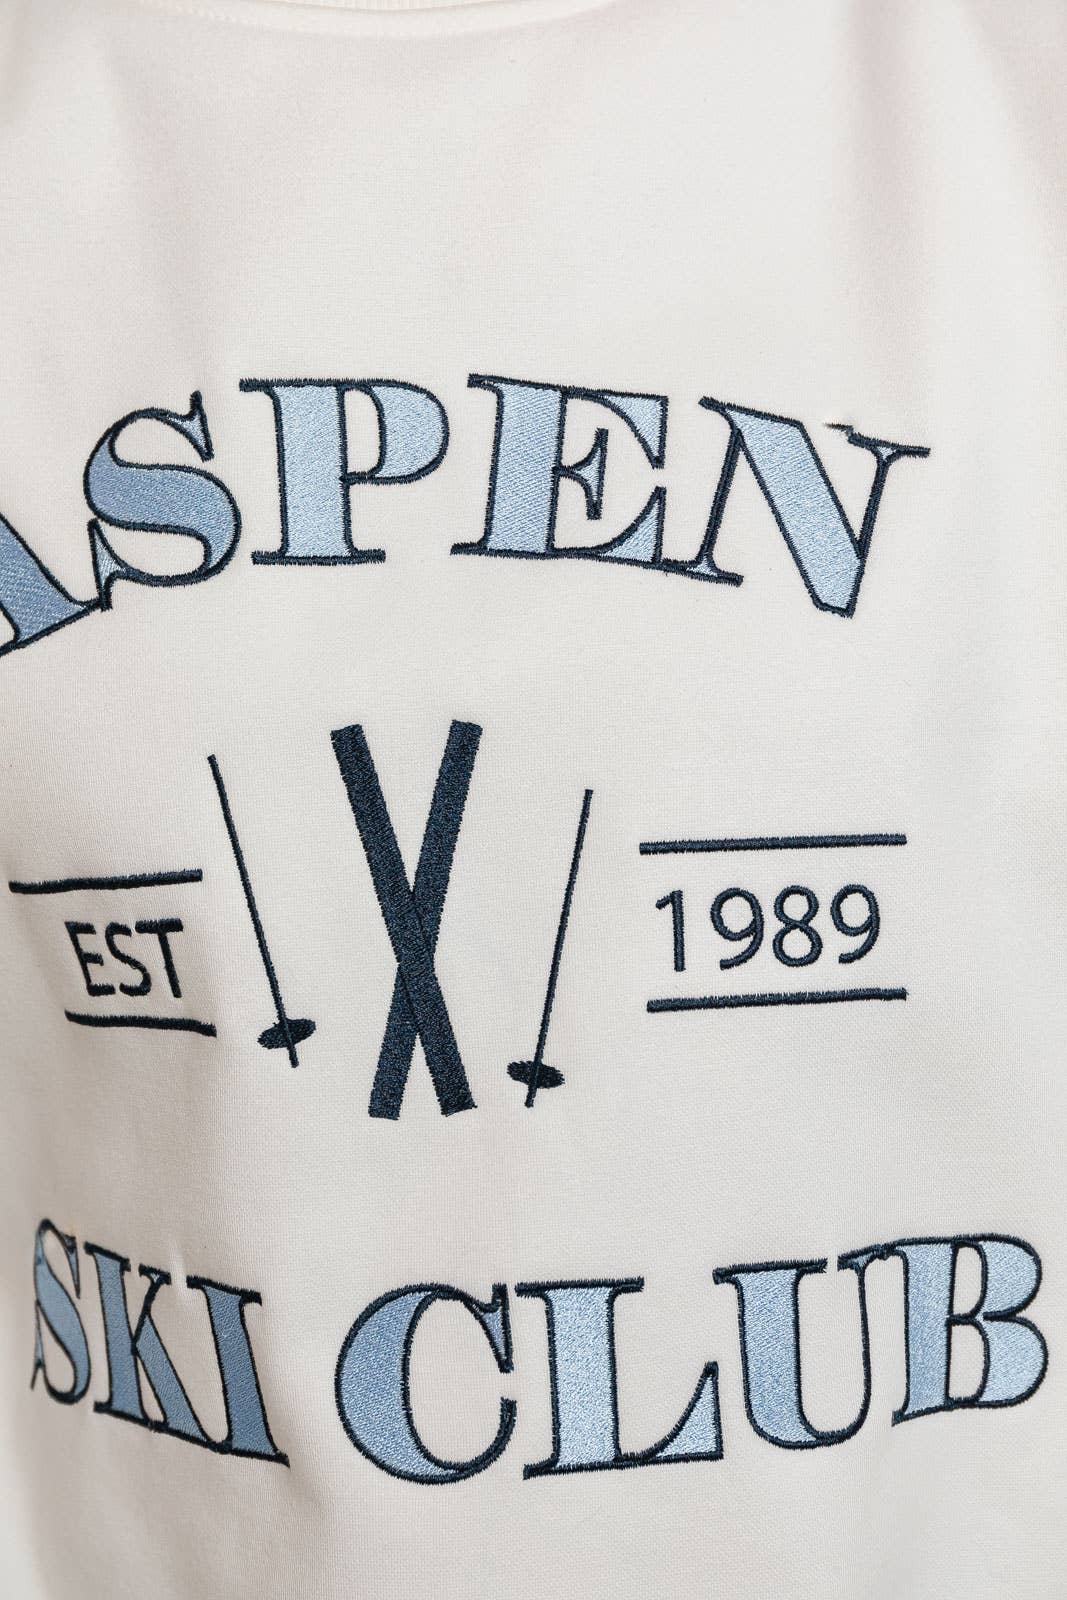 ASPEN
EST 1989
SKI CLUB